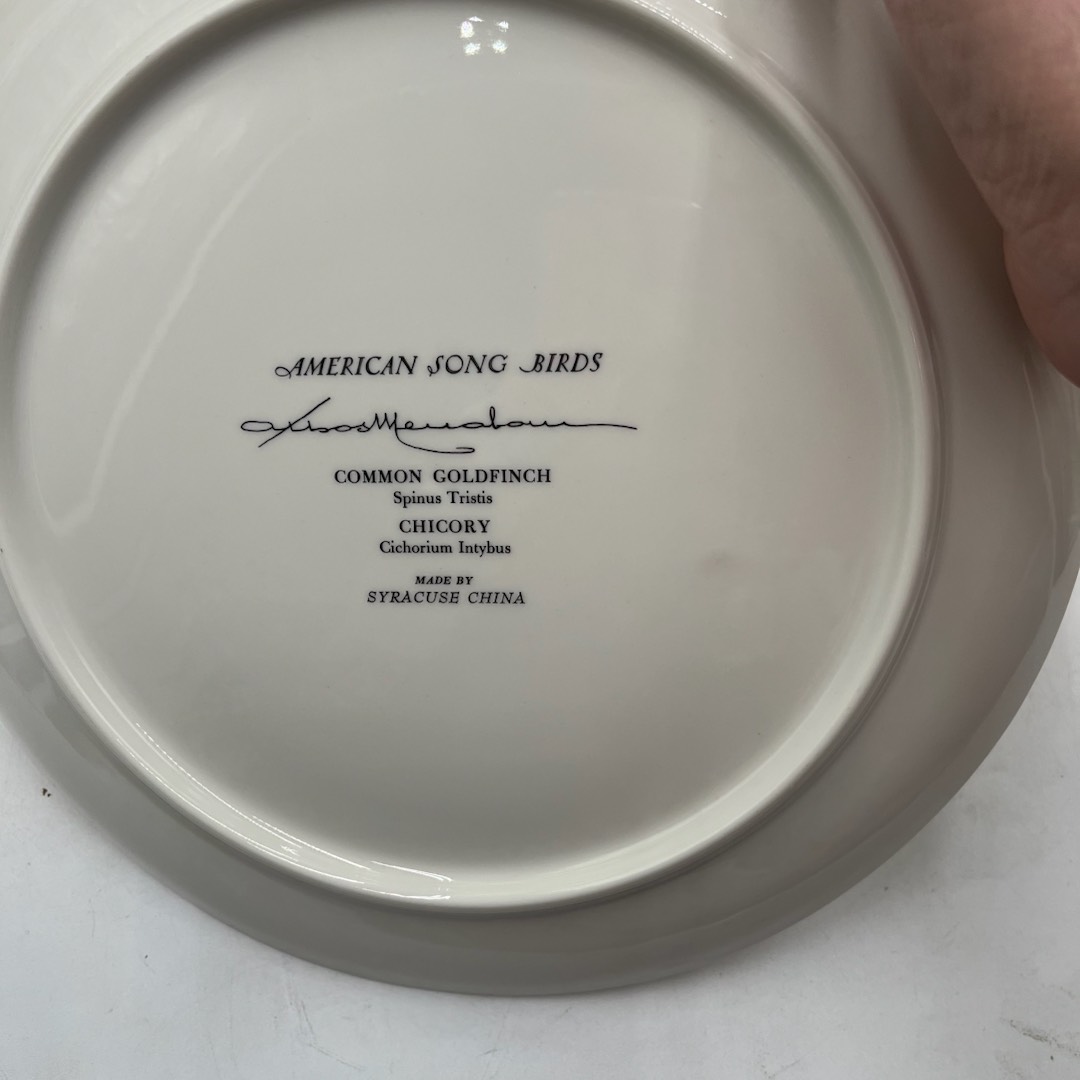 AMERICAN SONG BIRDS
COMMON GOLDFINCH
Spinus Tristis
CHICORY
Cichorium Intybus
MADE BY
SYRACUSE CHINA